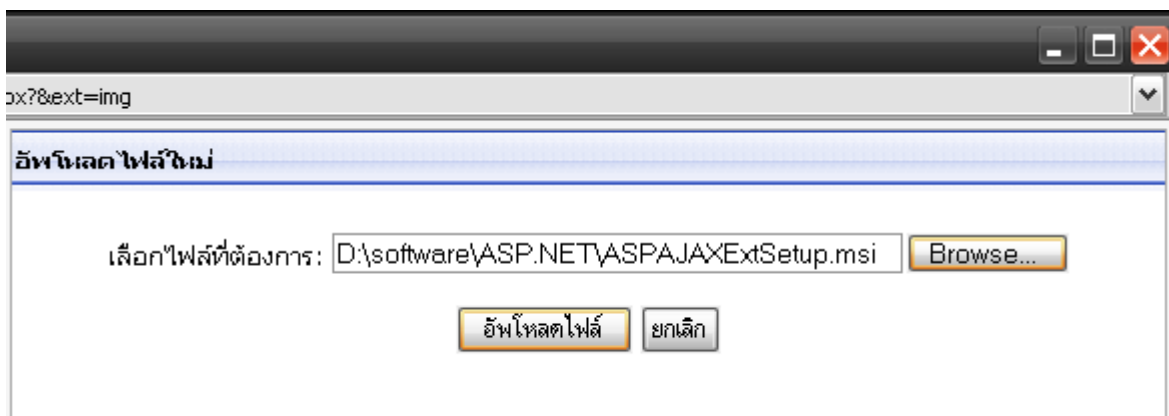 ox?&ext=img
อัพโหลดไฟล์ใหม่
เลือกไฟล์ที่ต้องการ: D:\software\ASP.NET\ASPAJAXExtSetup.msi Browse...
อัพโหลดไฟล์ ยกเลิก